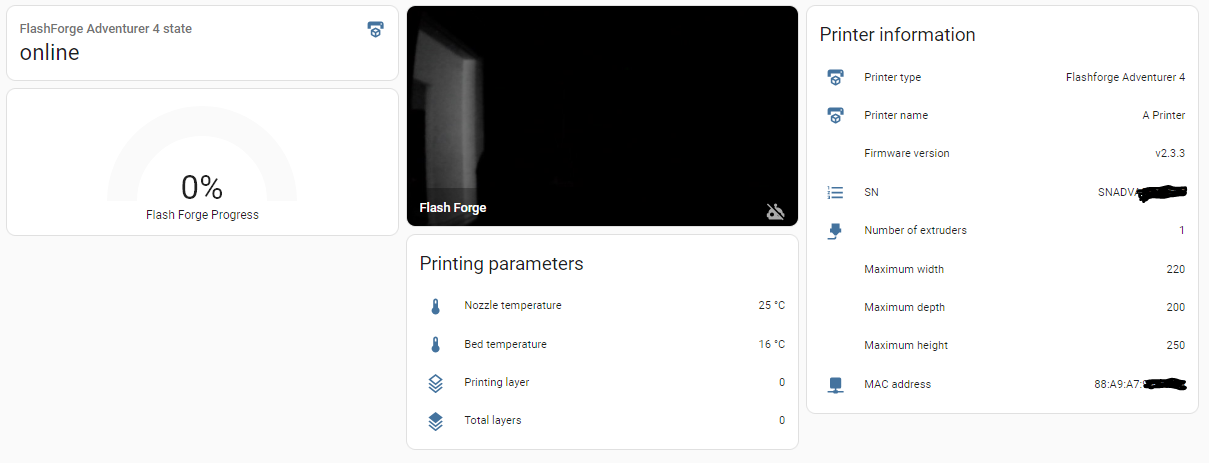 FlashForge Adventurer 4 state
online
0%
Flash Forge Progress
Flash Forge
Printing parameters
Nozzle temperature 25 °C
Bed temperature 16 °C
Printing layer 0
Total layers 0
Printer information
Printer type Flashforge Adventurer 4
Printer name A Printer
Firmware version v2.3.3
SN SNADVA
Number of extruders 1
Maximum width 220
Maximum depth 200
Maximum height 250
MAC address 88:A9:A7: